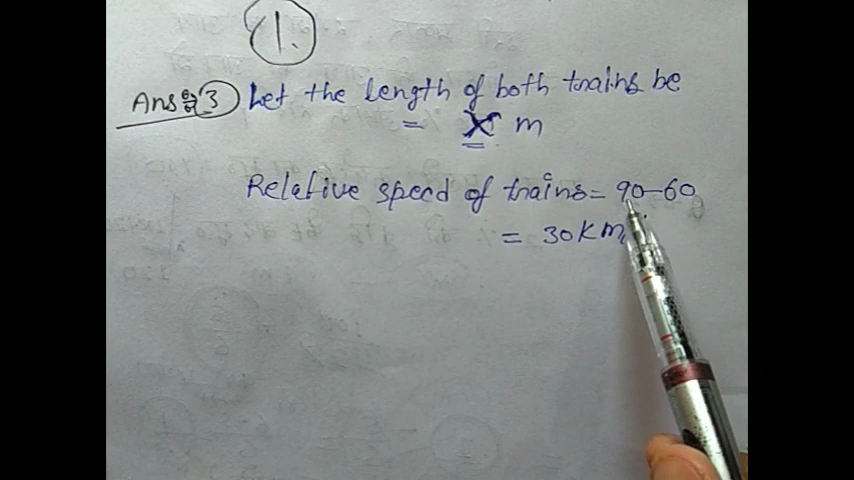 1.
Ans 3 Let the length of both trains be
= X m
Relative speed of trains = 90-60
= 30 Km